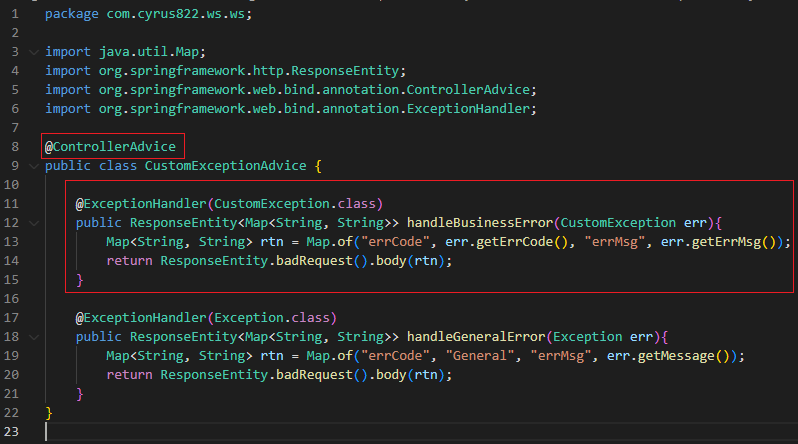 1 package com.cyrus822.ws.ws;
2
3 import java.util.Map;
4 import org.springframework.http.ResponseEntity;
5 import org.springframework.web.bind.annotation.ControllerAdvice;
6 import org.springframework.web.bind.annotation.ExceptionHandler;
7
8 @ControllerAdvice
9 public class CustomExceptionAdvice {
10
11 @ExceptionHandler(CustomException.class)
12 public ResponseEntity<Map<String, String>> handleBusinessError(CustomException err){
13 Map<String, String> rtn = Map.of("errCode", err.getErrCode(), "errMsg", err.getErrMsg());
14 return ResponseEntity.badRequest().body(rtn);
15 }
16
17 @ExceptionHandler(Exception.class)
18 public ResponseEntity<Map<String, String>> handleGeneralError(Exception err){
19 Map<String, String> rtn = Map.of("errCode", "General", "errMsg", err.getMessage());
20 return ResponseEntity.badRequest().body(rtn);
21 }
22 }
23